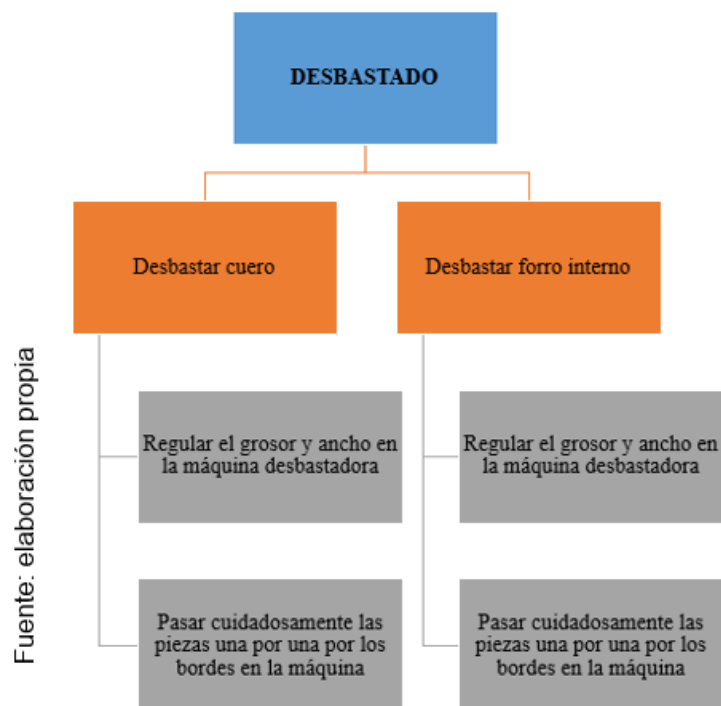 DESBASTADO
Desbastar cuero
Desbastar forro interno
Regular el grosor y ancho en
la máquina desbastadora
Regular el grosor y ancho en
la máquina desbastadora
Pasar cuidadosamente las
piezas una por una por los
bordes en la máquina
Pasar cuidadosamente las
piezas una por una por los
bordes en la máquina
Fuente: elaboración propia